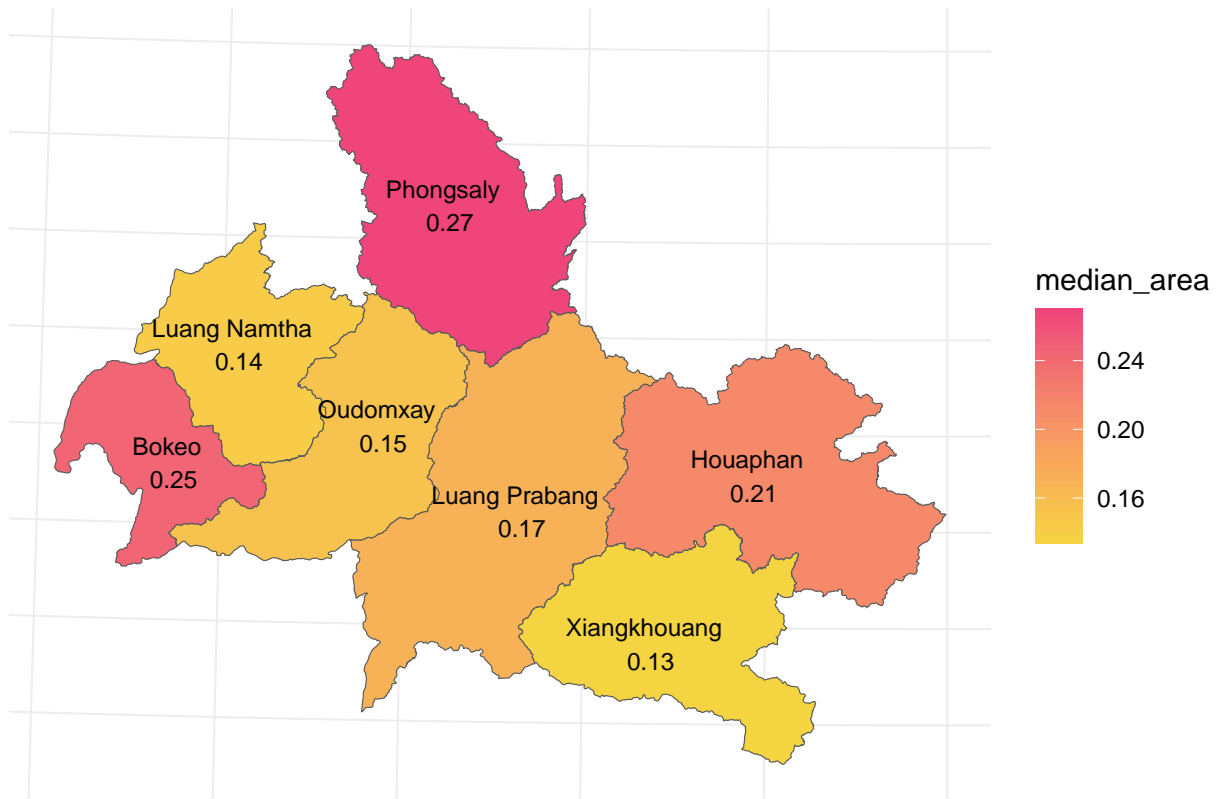 Phongsaly
0.27
Luang Namtha
0.14
Oudomxay
0.15
Bokeo
0.25
Luang Prabang
0.17
Houaphan
0.21
Xiangkhouang
0.13
median_area
0.24
0.20
0.16